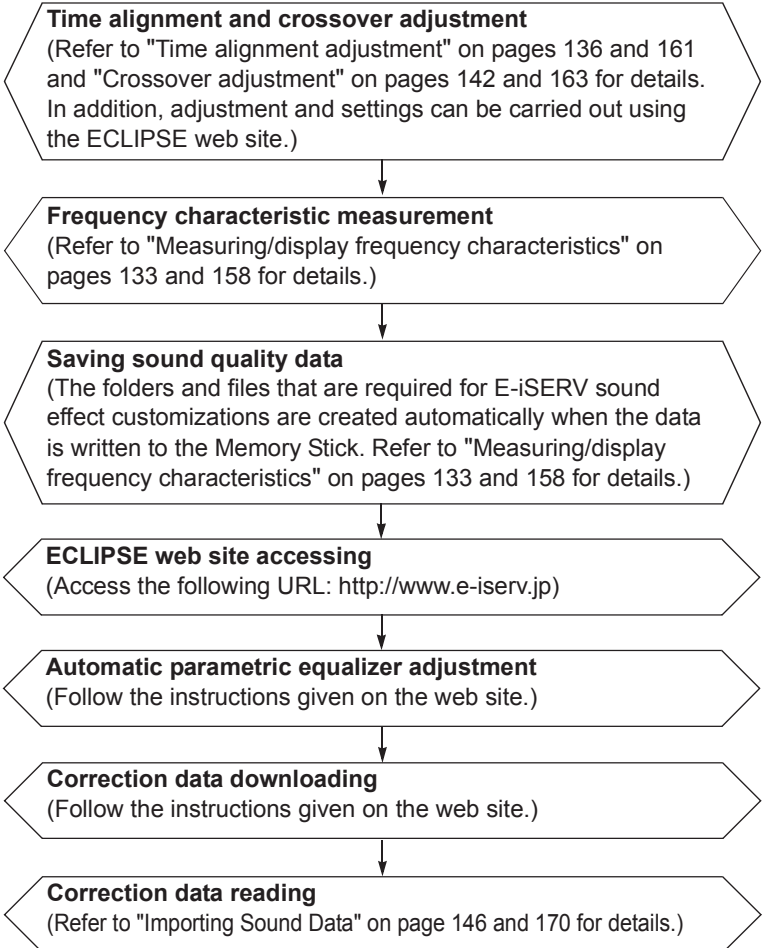 Time alignment and crossover adjustment
(Refer to "Time alignment adjustment" on pages 136 and 161
and "Crossover adjustment" on pages 142 and 163 for details.
In addition, adjustment and settings can be carried out using
the ECLIPSE web site.)
Frequency characteristic measurement
(Refer to "Measuring/display frequency characteristics" on
pages 133 and 158 for details.)
Saving sound quality data
(The folders and files that are required for E-iSERV sound
effect customizations are created automatically when the data
is written to the Memory Stick. Refer to "Measuring/display
frequency characteristics" on pages 133 and 158 for details.)
ECLIPSE web site accessing
(Access the following URL: http://www.e-iserv.jp)
Automatic parametric equalizer adjustment
(Follow the instructions given on the web site.)
Correction data downloading
(Follow the instructions given on the web site.)
Correction data reading
(Refer to "Importing Sound Data" on page 146 and 170 for details.)